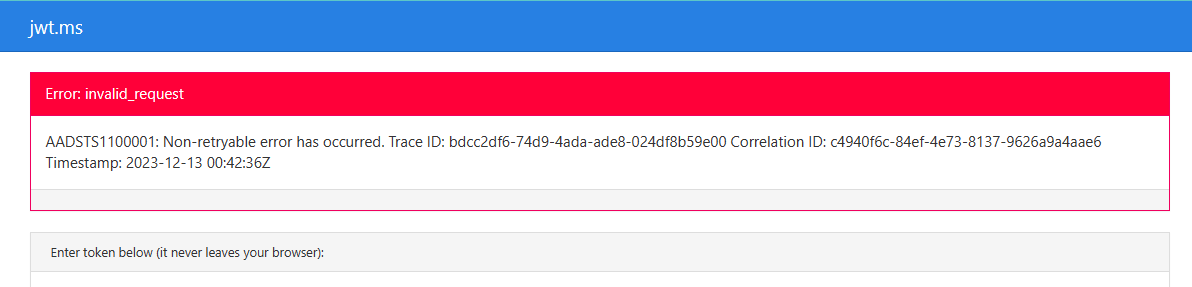 jwt.ms
Error: invalid_request
AADSTS1100001: Non-retryable error has occurred. Trace ID: bdcc2df6-74d9-4ada-ade8-024df8b59e00 Correlation ID: c4940f6c-84ef-4e73-8137-9626a9a4aae6
Timestamp: 2023-12-13 00:42:36Z
Enter token below (it never leaves your browser):